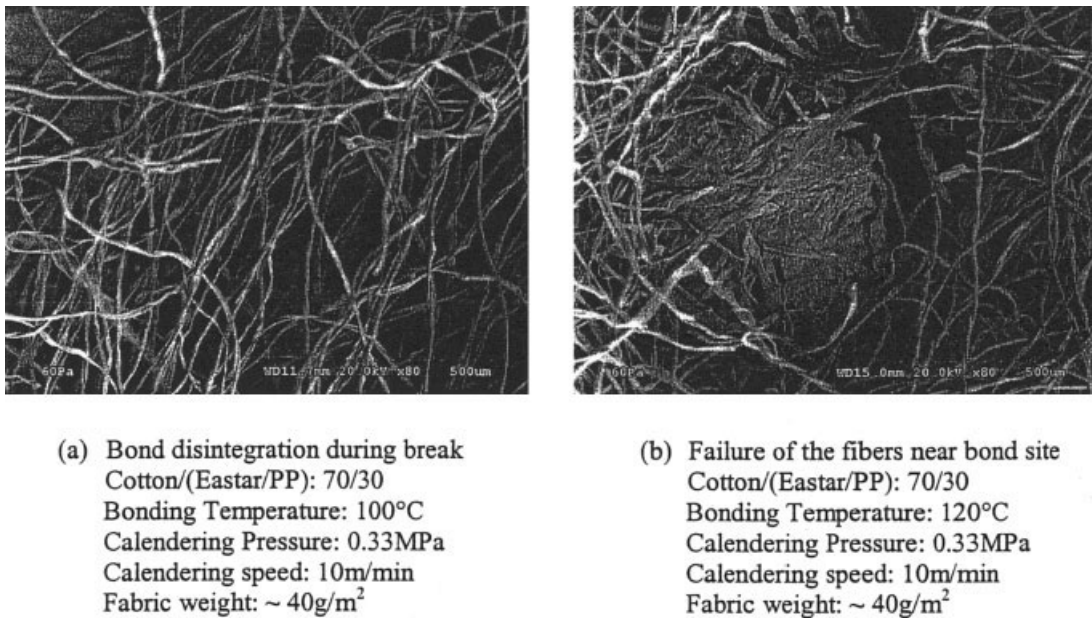 60Pa WD11.7mm 20.0kV x80 500um
60Pa WD15.0mm 20.0kV x80 500um
(a) Bond disintegration during break
Cotton/(Eastar/PP): 70/30
Bonding Temperature: 100°C
Calendering Pressure: 0.33MPa
Calendering speed: 10m/min
Fabric weight: ~ 40g/m²
(b) Failure of the fibers near bond site
Cotton/(Eastar/PP): 70/30
Bonding Temperature: 120°C
Calendering Pressure: 0.33MPa
Calendering speed: 10m/min
Fabric weight: ~ 40g/m²